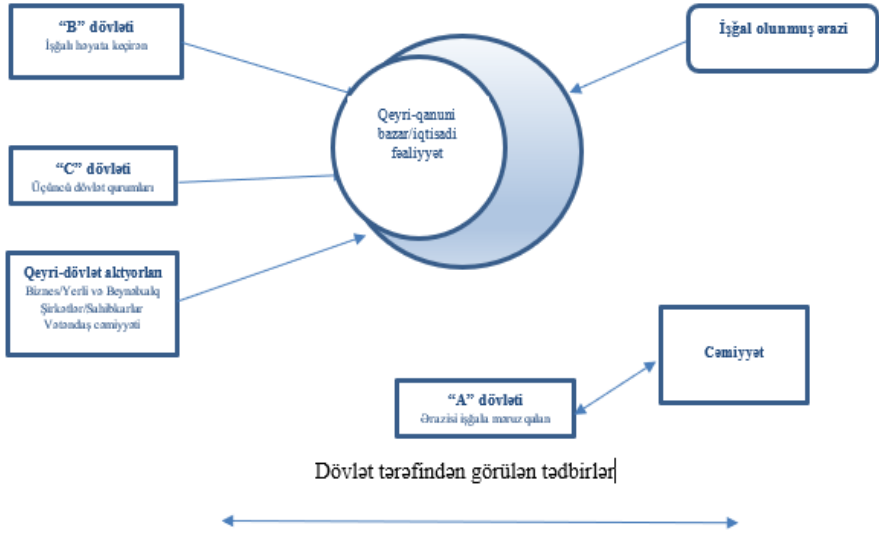 “B” dövləti
İşğalı həyata keçirən
İşğal olunmuş ərazi
Qeyri-qanuni
bazar/iqtisadi
fəaliyyət
“C” dövləti
Üçüncü dövlət qurumları
Qeyri-dövlət aktyorları
Biznes/Yerli və Beynəlxalq
Şirkətlər/Sahibkarlar
Vətəndaş cəmiyyəti
Cəmiyyət
“A” dövləti
Ərazisi işğala məruz qalan
Dövlət tərəfindən görülən tədbirlər